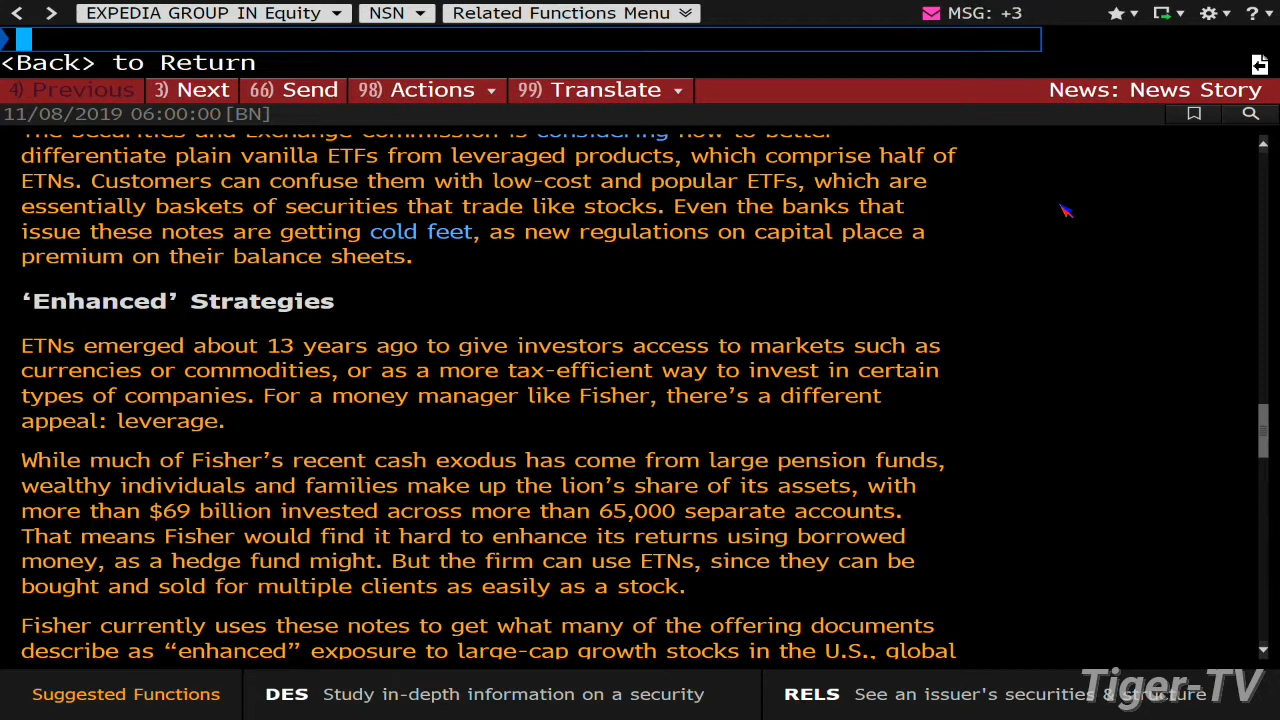 EXPEDIA GROUP IN Equity NSN Related Functions Menu MSG: +3 ?
<Back> to Return
4) Previous 3) Next 66) Send 98) Actions 99) Translate News: News Story
11/08/2019 06:00:00 [BN]
The Securities and Exchange Commission is considering how to better
differentiate plain vanilla ETFs from leveraged products, which comprise half of
ETNs. Customers can confuse them with low-cost and popular ETFs, which are
essentially baskets of securities that trade like stocks. Even the banks that
issue these notes are getting cold feet, as new regulations on capital place a
premium on their balance sheets.
‘Enhanced’ Strategies
ETNs emerged about 13 years ago to give investors access to markets such as
currencies or commodities, or as a more tax-efficient way to invest in certain
types of companies. For a money manager like Fisher, there’s a different
appeal: leverage.
While much of Fisher’s recent cash exodus has come from large pension funds,
wealthy individuals and families make up the lion’s share of its assets, with
more than $69 billion invested across more than 65,000 separate accounts.
That means Fisher would find it hard to enhance its returns using borrowed
money, as a hedge fund might. But the firm can use ETNs, since they can be
bought and sold for multiple clients as easily as a stock.
Fisher currently uses these notes to get what many of the offering documents
describe as “enhanced” exposure to large-cap growth stocks in the U.S., global
Suggested Functions DES Study in-depth information on a security RELS See an issuer's securities & structure
Tiger-TV